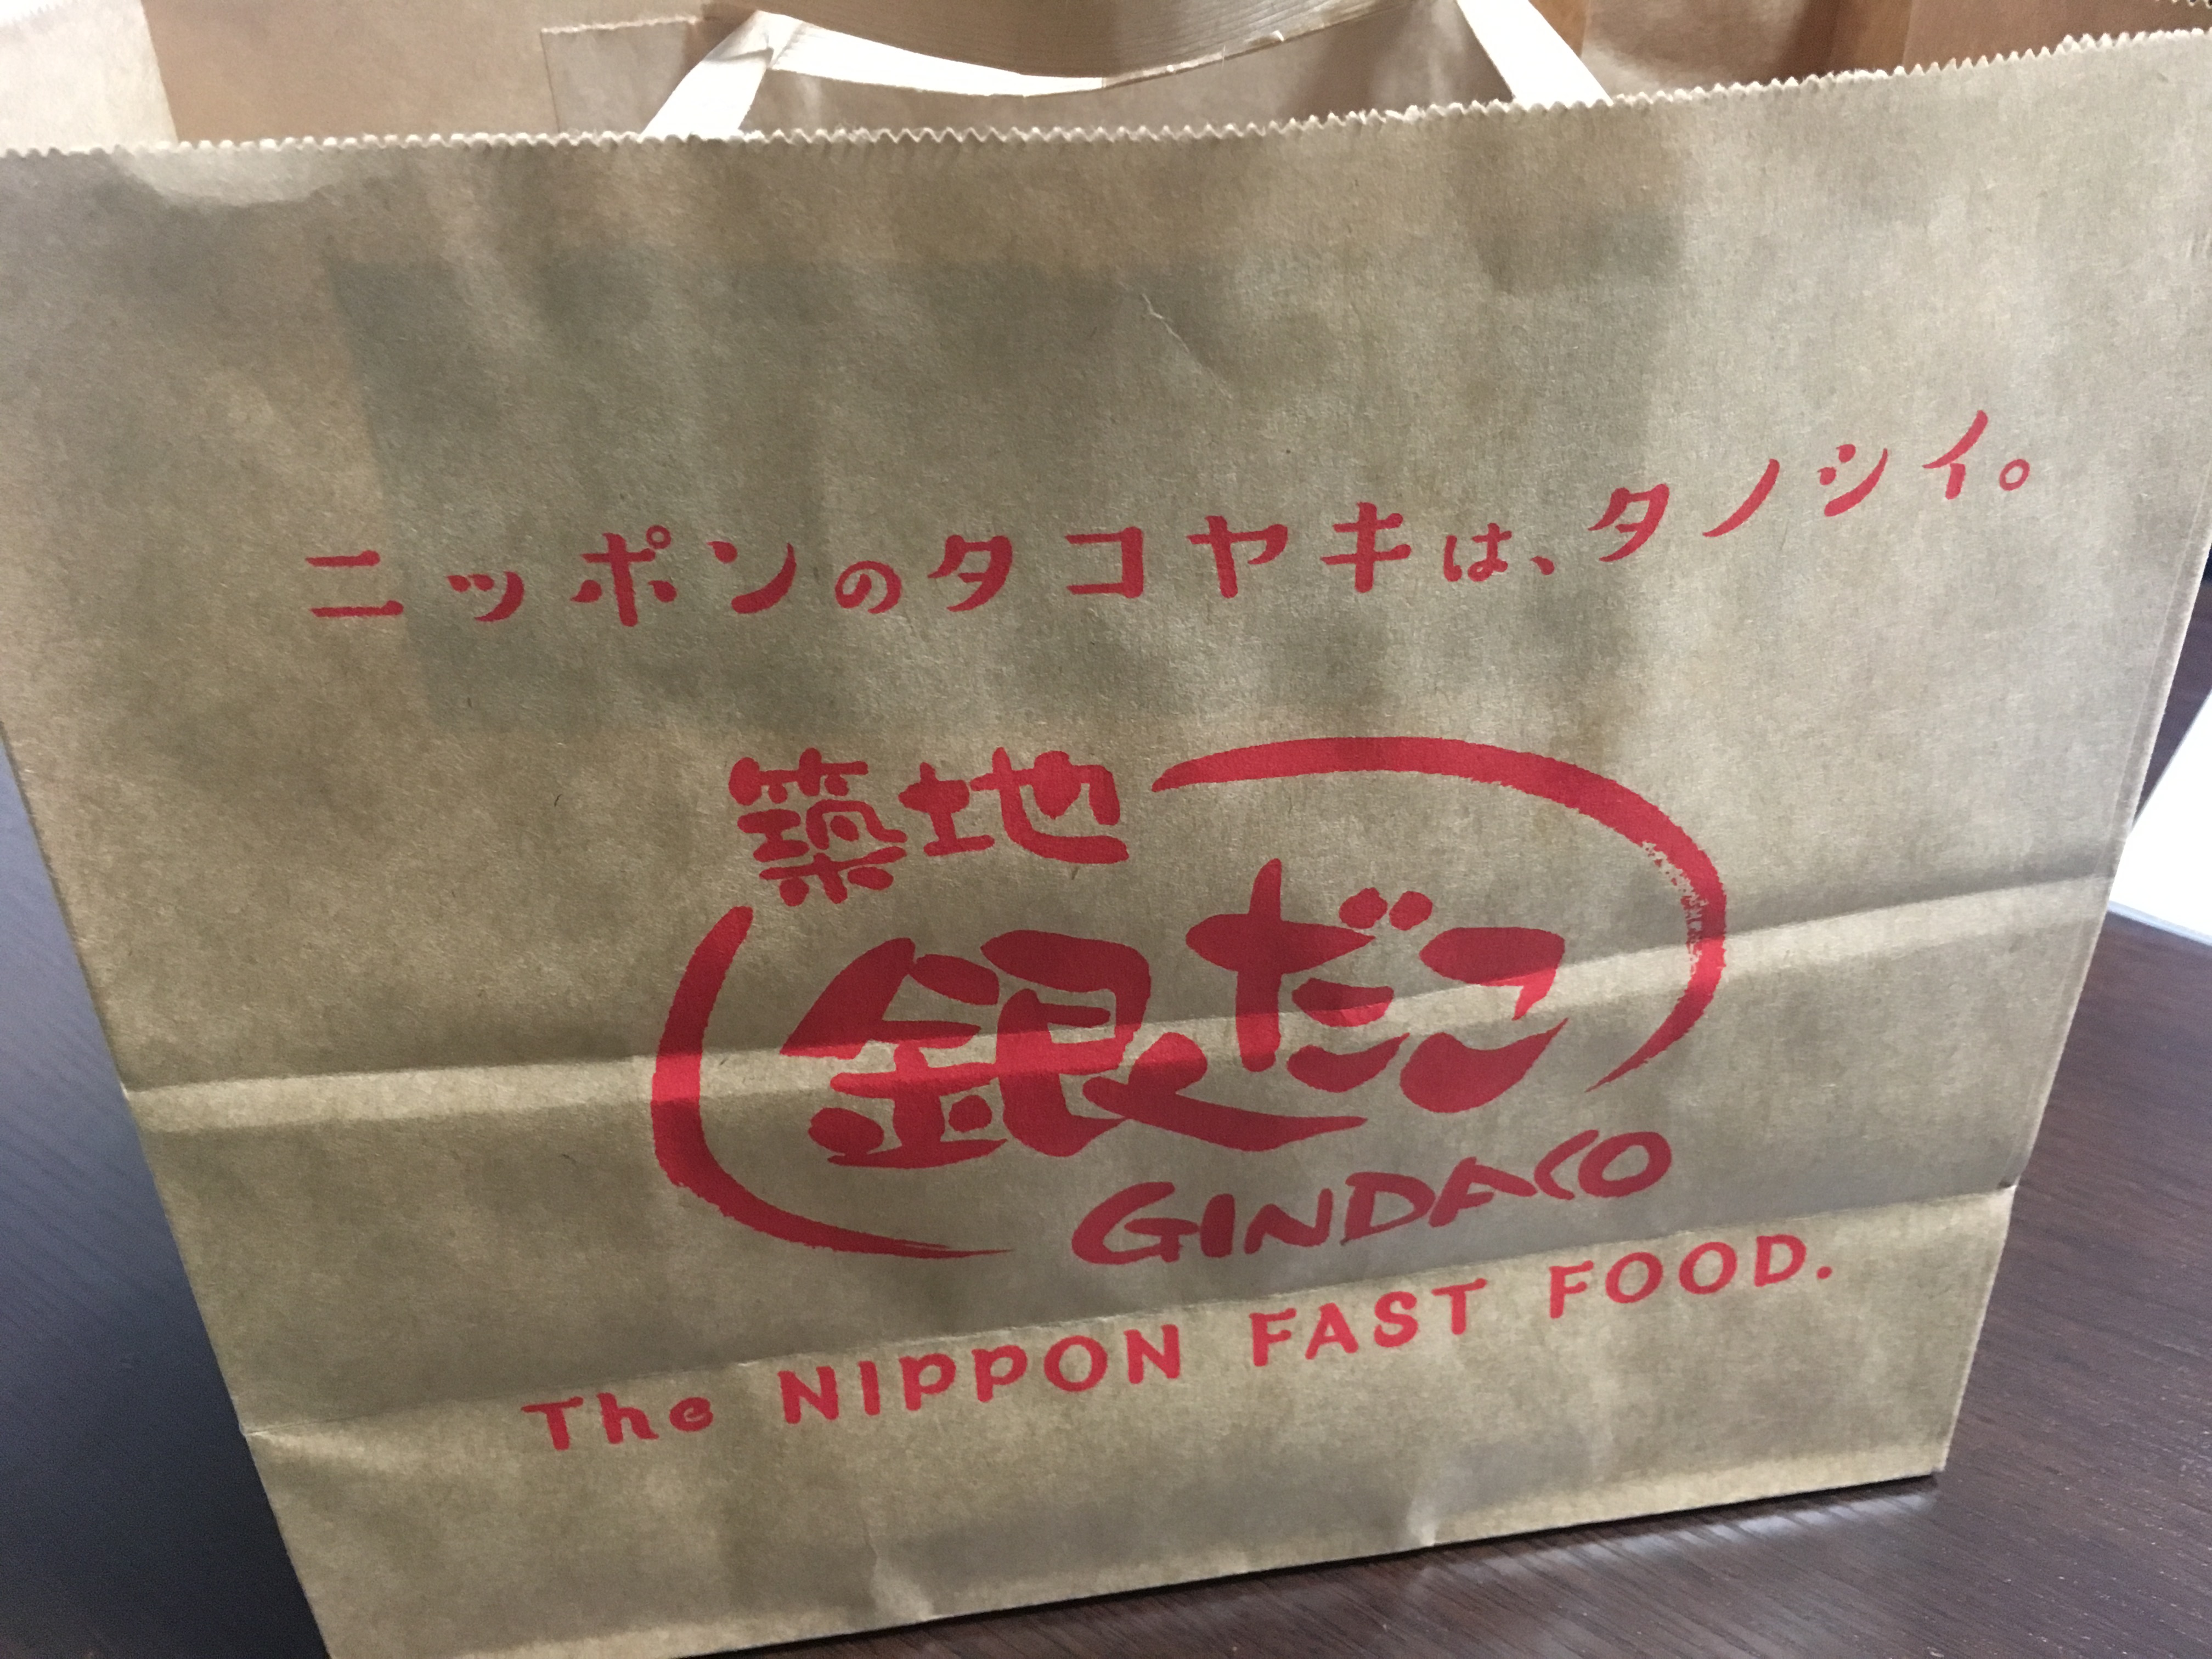 ニッポンのタコヤキは、タノシイ。
築地
銀だこ
GINDACO
The NIPPON FAST FOOD.